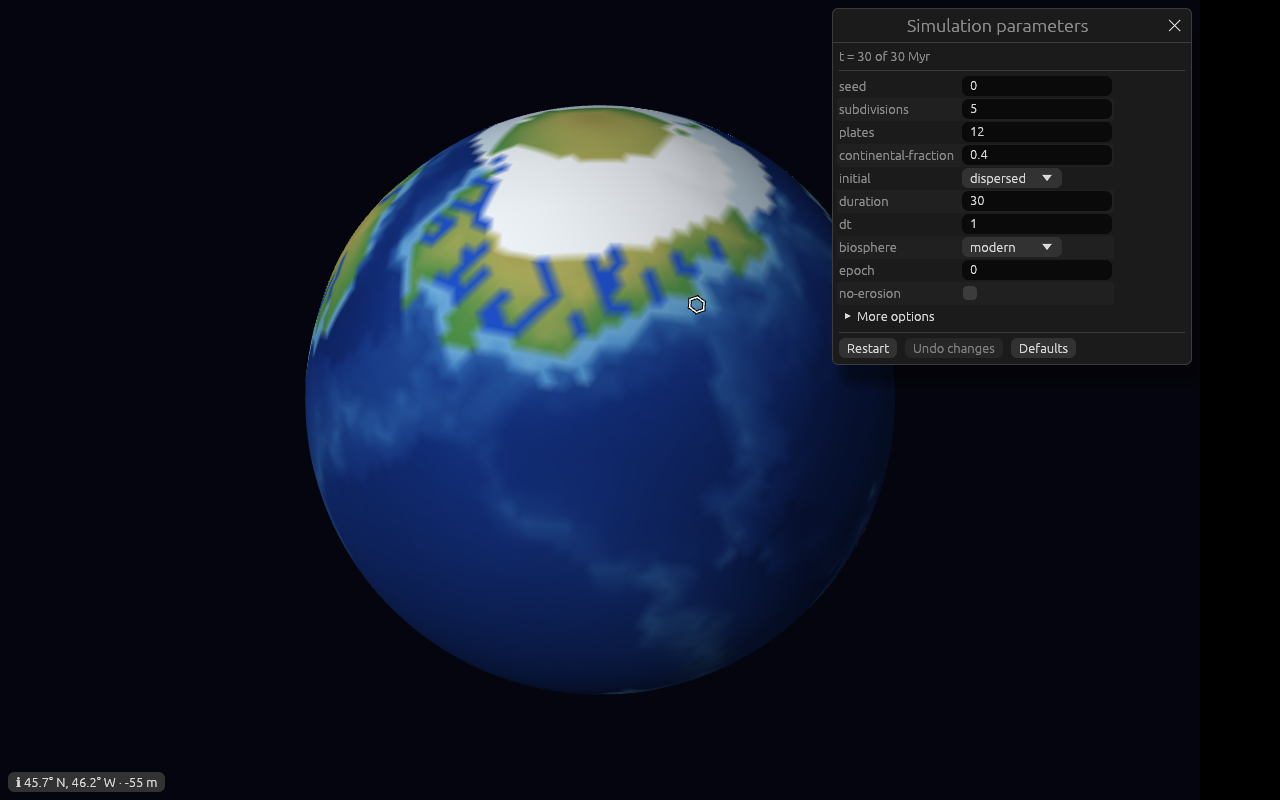 Simulation parameters
t = 30 of 30 Myr
seed 0
subdivisions 5
plates 12
continental-fraction 0.4
initial dispersed
duration 30
dt 1
biosphere modern
epoch 0
no-erosion
More options
Restart Undo changes Defaults
ℹ 45.7° N, 46.2° W · -55 m